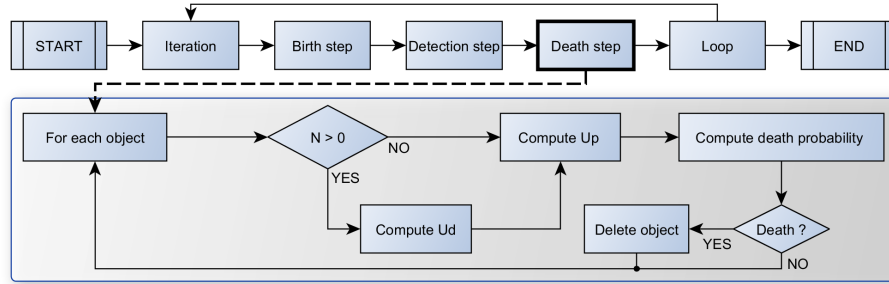 START
Iteration
Birth step
Detection step
Death step
Loop
END
For each object
N > 0
NO
YES
Compute Up
Compute death probability
Compute Ud
Delete object
YES
Death ?
NO